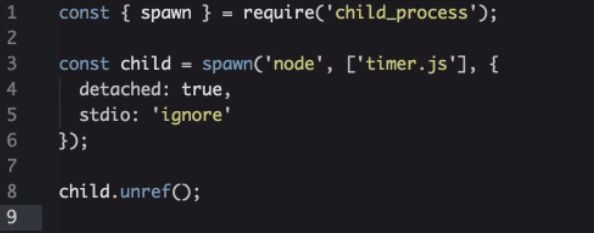 1 const { spawn } = require('child_process');
2
3 const child = spawn('node', ['timer.js'], {
4   detached: true,
5   stdio: 'ignore'
6 });
7
8 child.unref();
9